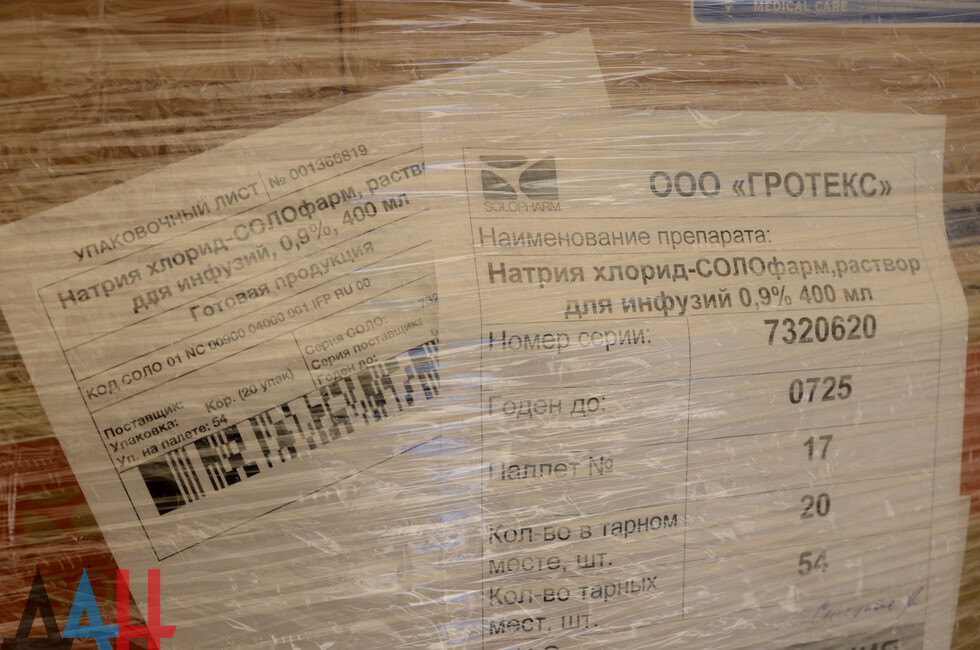 MEDICAL CARE
УПАКОВОЧНЫЙ ЛИСТ № 001366819
Натрия хлорид-СОЛОфарм, раство
для инфузий, 0,9%, 400 мл
Готовая продукция
КОД СОЛО 01 NC 00900 04000 001 IFP RU 00
Серия СОЛО: 732
Серия поставщика:
Годен до:
Поставщик:
Упаковка: Кор. (20 упак)
Уп. на палете: 54
SOLOPHARM
ООО «ГРОТЕКС»
Наименование препарата:
Натрия хлорид-СОЛОфарм,раствор
для инфузий 0,9% 400 мл
Номер серии: 7320620
Годен до: 0725
Паллет № 17
Кол-во в тарном
месте, шт. 20
Кол-во тарных
мест, шт. 54
ДАН